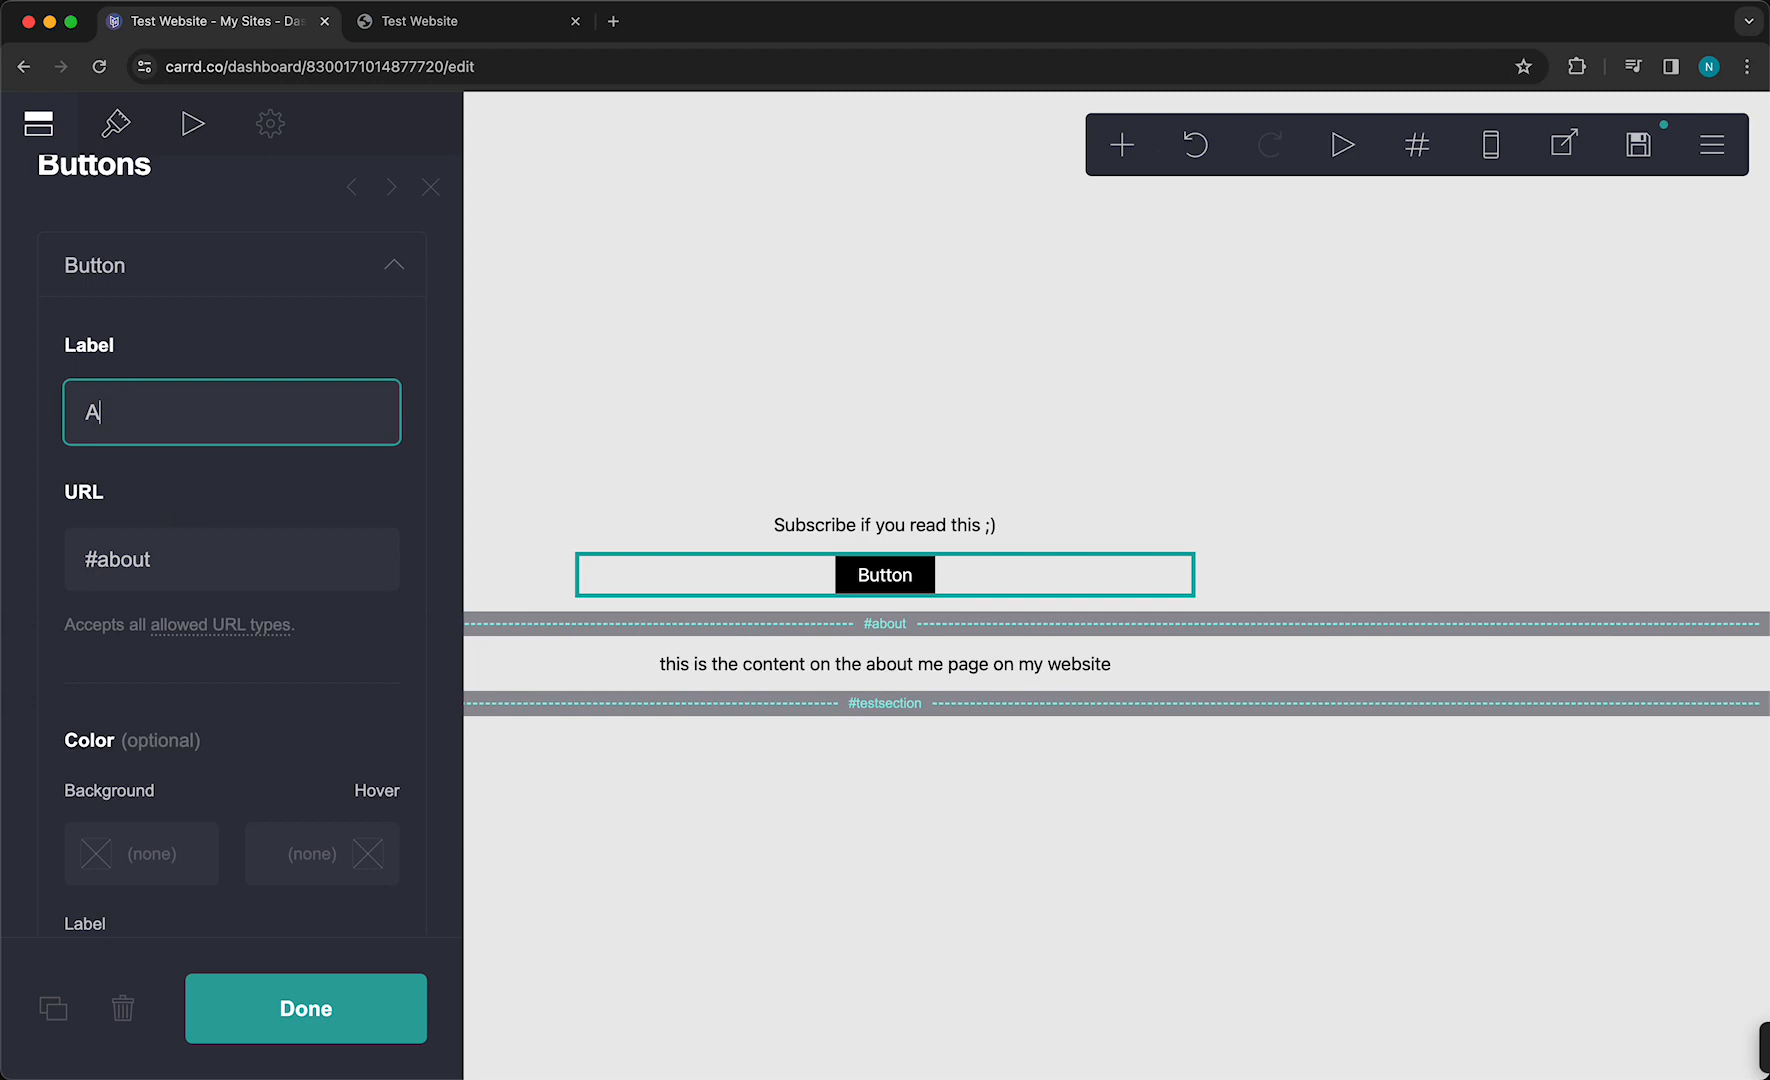 Test Website - My Sites - Das
Test Website
carrd.co/dashboard/8300171014877720/edit
N
Buttons
Button
Label
A
URL
#about
Accepts all allowed URL types.
Color (optional)
Background
Hover
(none)
(none)
Label
Done
Subscribe if you read this ;)
Button
#about
this is the content on the about me page on my website
#testsection